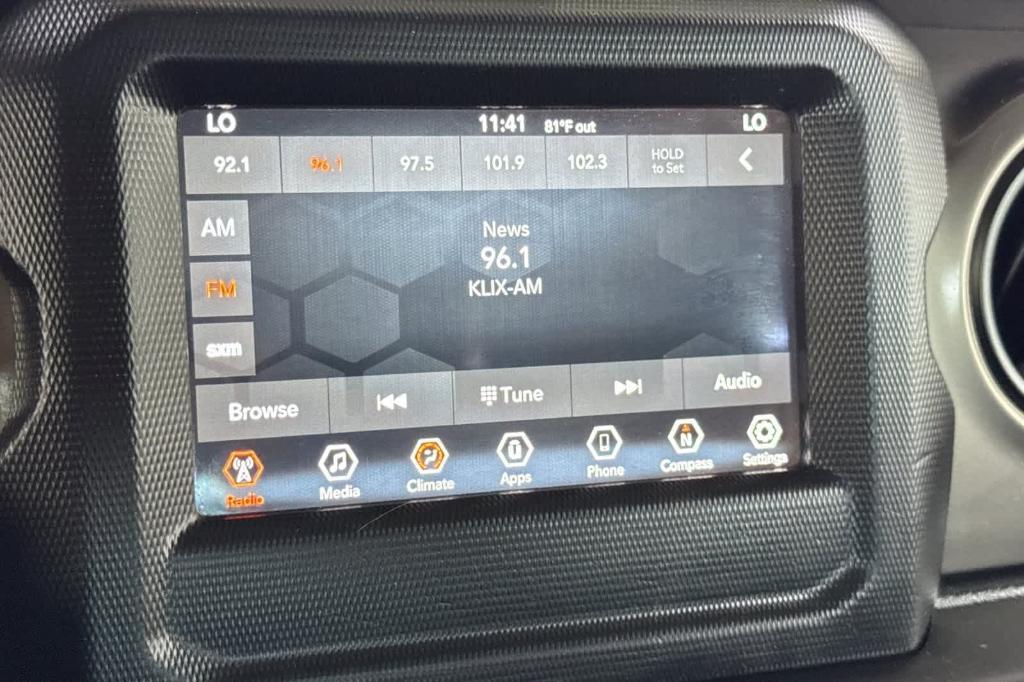 LO 11:41 81°F out LO
92.1 96.1 97.5 101.9 102.3 HOLD to Set
AM
News
96.1
FM
KLIX-AM
sxm
Browse Tune Audio
Radio Media Climate Apps Phone N Compass Settings